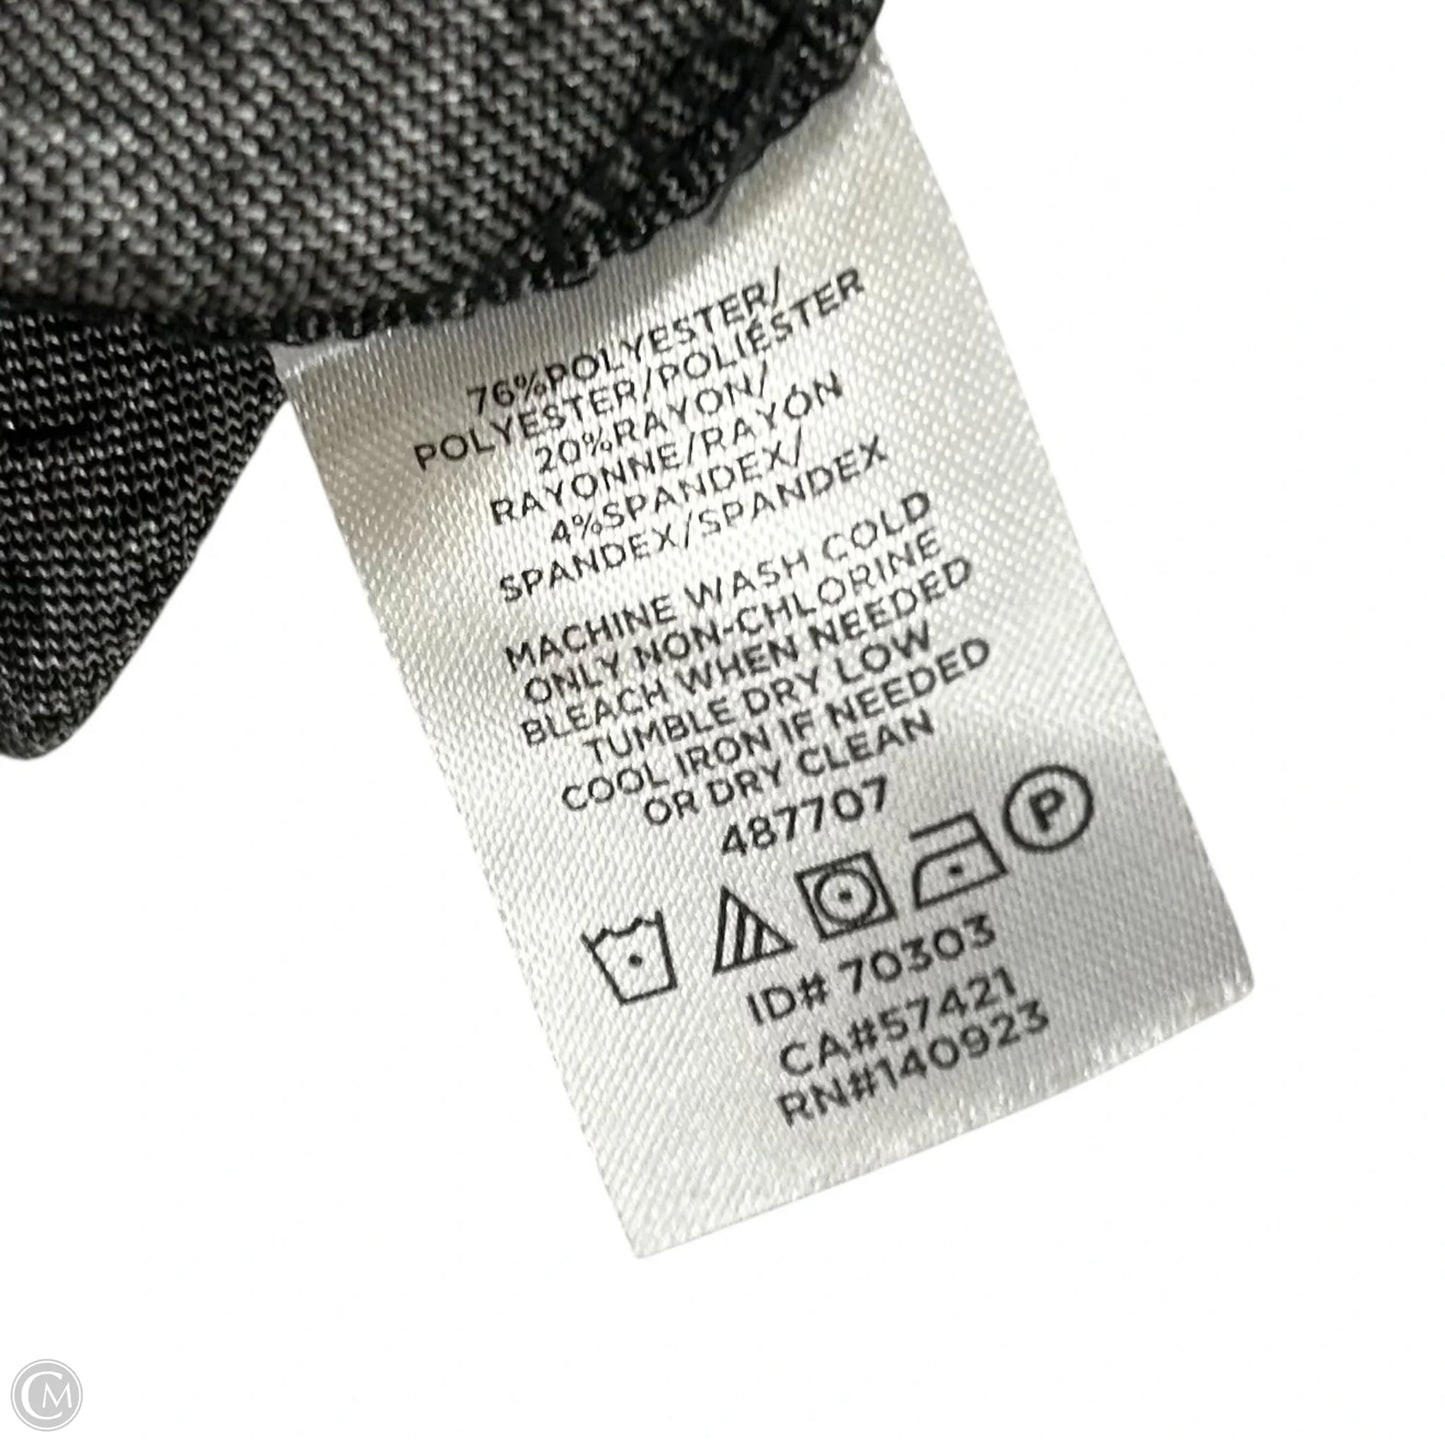 76%POLYESTER/
POLYESTER/POLIÉSTER
20%RAYON/
RAYONNE/RAYÓN
4%SPANDEX/
SPANDEX/SPANDEX
MACHINE WASH COLD
ONLY NON-CHLORINE
BLEACH WHEN NEEDED
TUMBLE DRY LOW
COOL IRON IF NEEDED
OR DRY CLEAN
487707
P
ID# 70303
CA#57421
RN#140923
CM